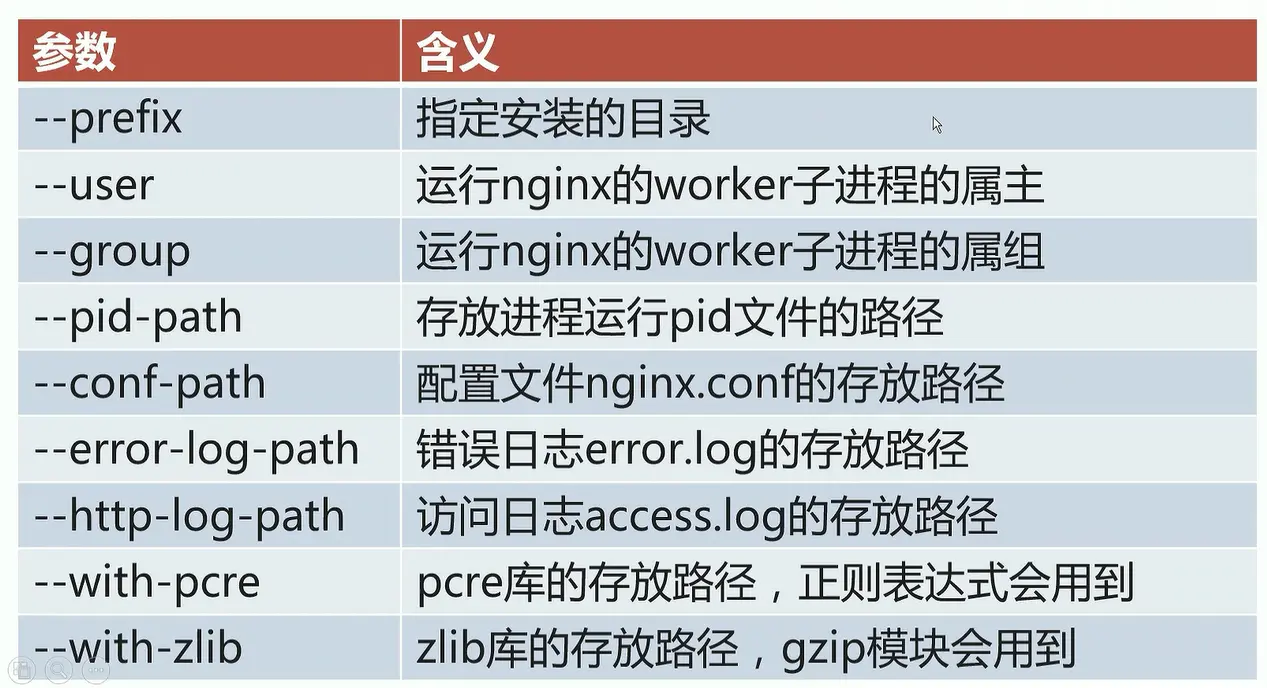 参数 含义
--prefix 指定安装的目录
--user 运行nginx的worker子进程的属主
--group 运行nginx的worker子进程的属组
--pid-path 存放进程运行pid文件的路径
--conf-path 配置文件nginx.conf的存放路径
--error-log-path 错误日志error.log的存放路径
--http-log-path 访问日志access.log的存放路径
--with-pcre pcre库的存放路径，正则表达式会用到
--with-zlib zlib库的存放路径，gzip模块会用到